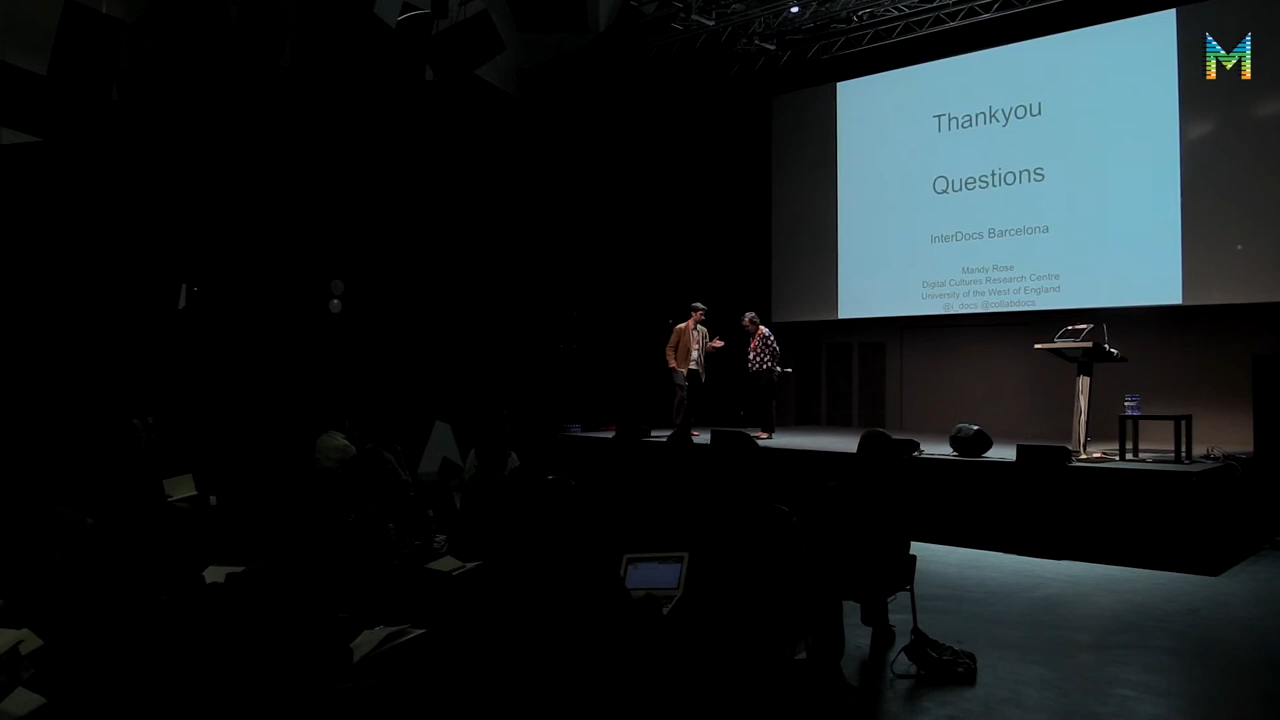 Thankyou
Questions
InterDocs Barcelona
Mandy Rose
Digital Cultures Research Centre
University of the West of England
@i_docs @collabdocs
M